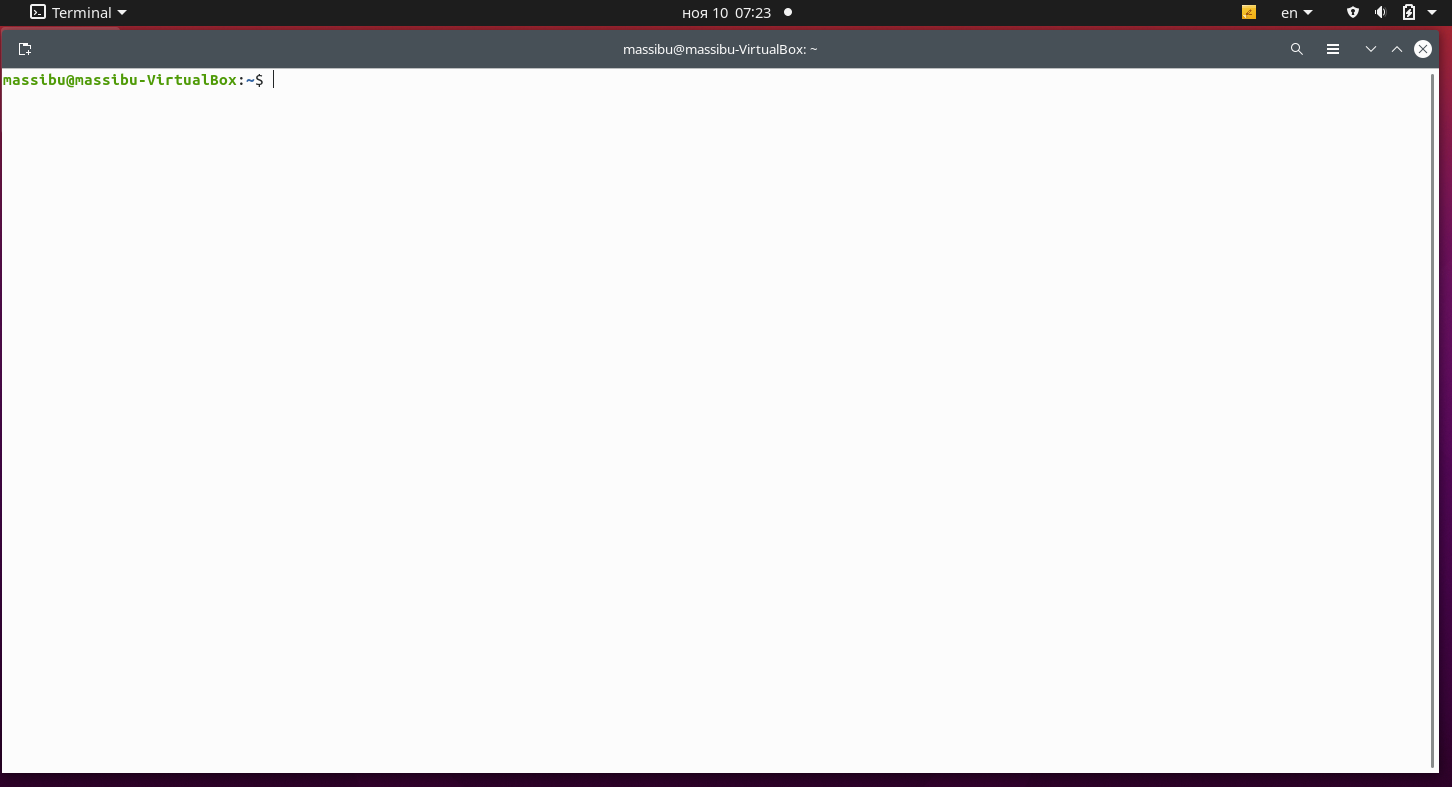 Terminal
ноя 10 07:23
en
massibu@massibu-VirtualBox: ~
massibu@massibu-VirtualBox:~$